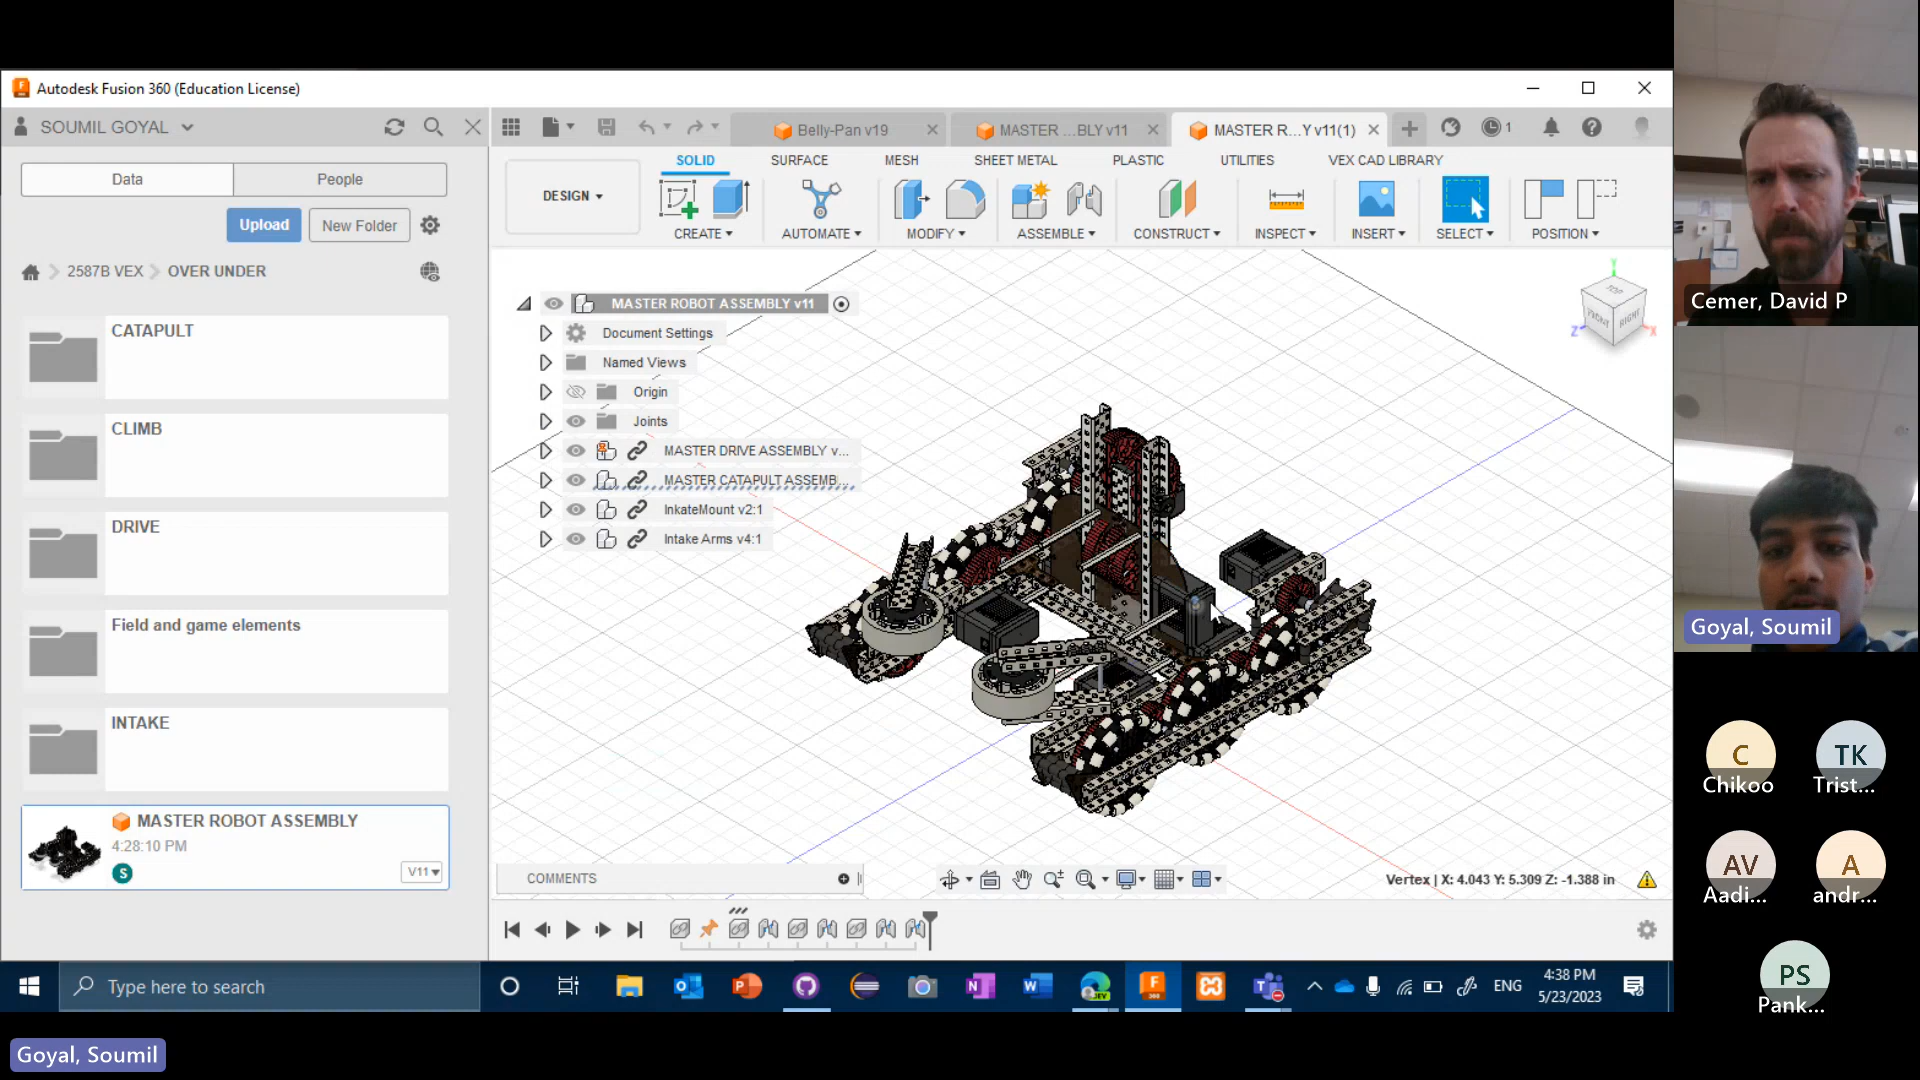 Autodesk Fusion 360 (Education License)
SOUMIL GOYAL
Belly-Pan v19
MASTER ...BLY v11
MASTER R...Y v11(1)
1
Data
People
Upload
New Folder
2587B VEX
OVER UNDER
CATAPULT
CLIMB
DRIVE
Field and game elements
INTAKE
MASTER ROBOT ASSEMBLY
4:28:10 PM
S
V11
DESIGN
SOLID
SURFACE
MESH
SHEET METAL
PLASTIC
UTILITIES
VEX CAD LIBRARY
CREATE
AUTOMATE
MODIFY
ASSEMBLE
CONSTRUCT
INSPECT
INSERT
SELECT
POSITION
MASTER ROBOT ASSEMBLY v11
Document Settings
Named Views
Origin
Joints
MASTER DRIVE ASSEMBLY v...
MASTER CATAPULT ASSEMB...
InkateMount v2:1
Intake Arms v4:1
Y
TOP
FRONT
RIGHT
Z
X
COMMENTS
Vertex | X: 4.043 Y: 5.309 Z: -1.388 in
Type here to search
ENG
4:38 PM
5/23/2023
Goyal, Soumil
Cemer, David P
Goyal, Soumil
C
Chikoo
TK
Trist...
AV
Aadi...
A
andr...
PS
Pank...